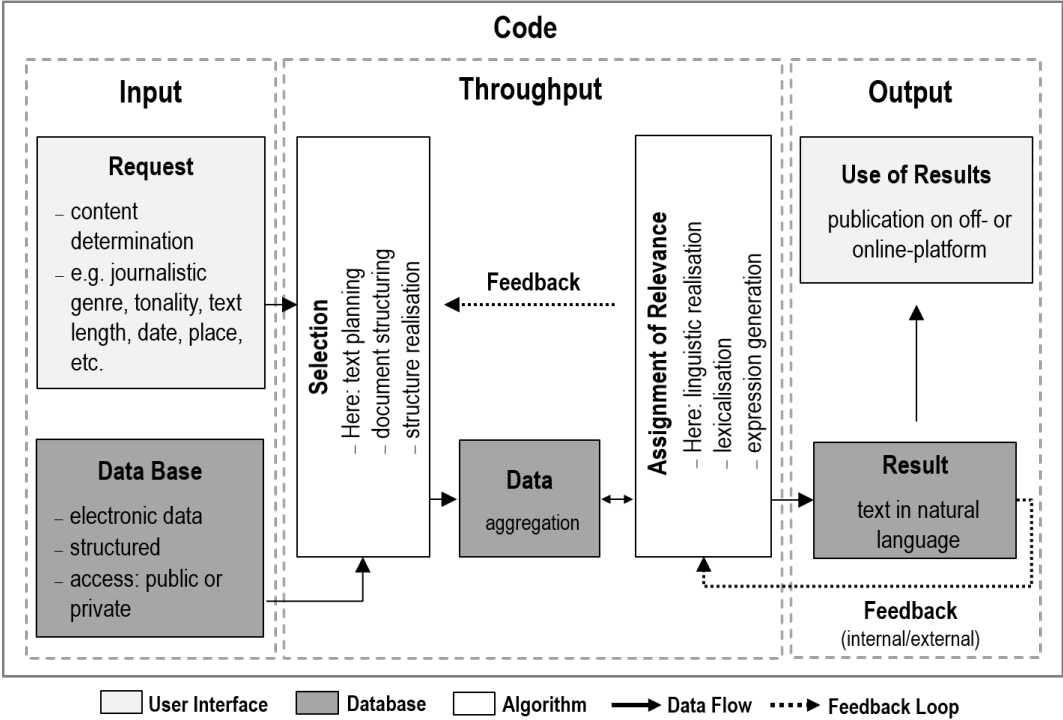 Code
Input
Request
– content
determination
– e.g. journalistic
genre, tonality, text
length, date, place,
etc.
Data Base
– electronic data
– structured
– access: public or
private
Throughput
Selection
– Here: text planning
– document structuring
– structure realisation
Feedback
Data
aggregation
Assignment of Relevance
– Here: linguistic realisation
– lexicalisation
– expression generation
Output
Use of Results
publication on off- or
online-platform
Result
text in natural
language
Feedback
(internal/external)
User Interface
Database
Algorithm
Data Flow
Feedback Loop